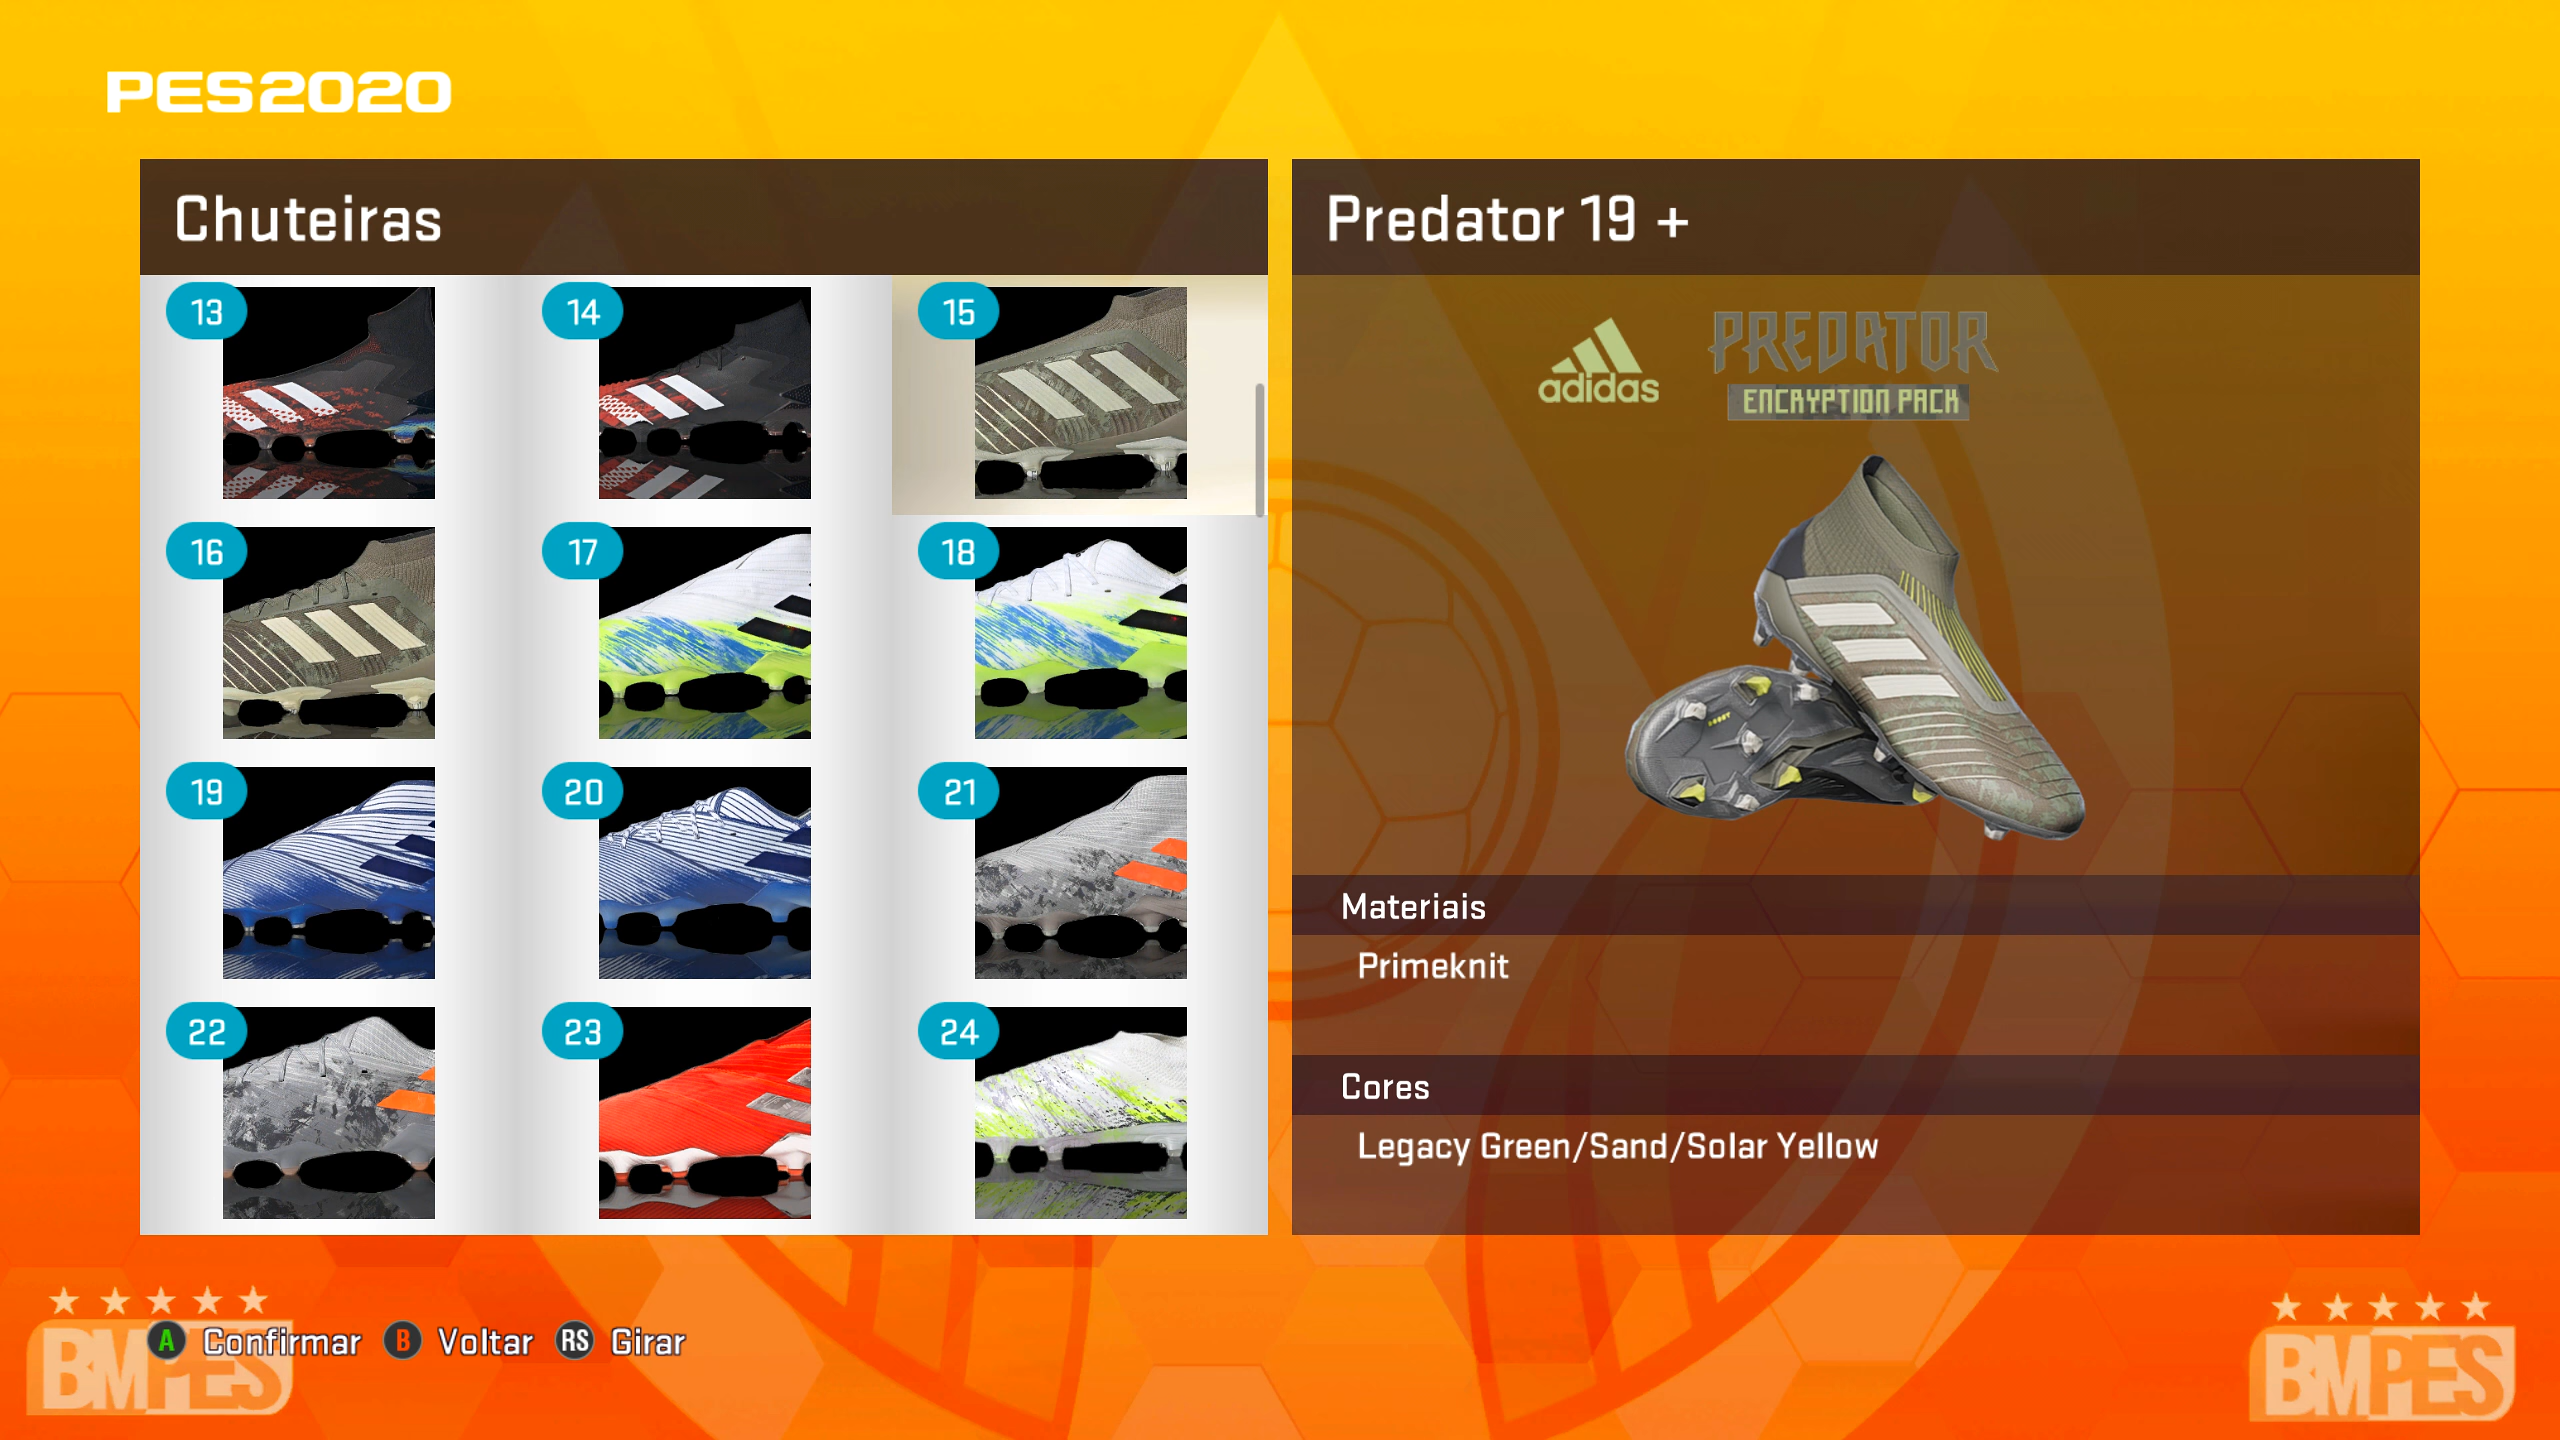 PES2020
Chuteiras
13
14
15
16
17
18
19
20
21
22
23
24
Predator 19 +
adidas
PREDATOR
ENCRYPTION PACK
Materiais
Primeknit
Cores
Legacy Green/Sand/Solar Yellow
BMPES
A Confirmar B Voltar RS Girar
BMPES